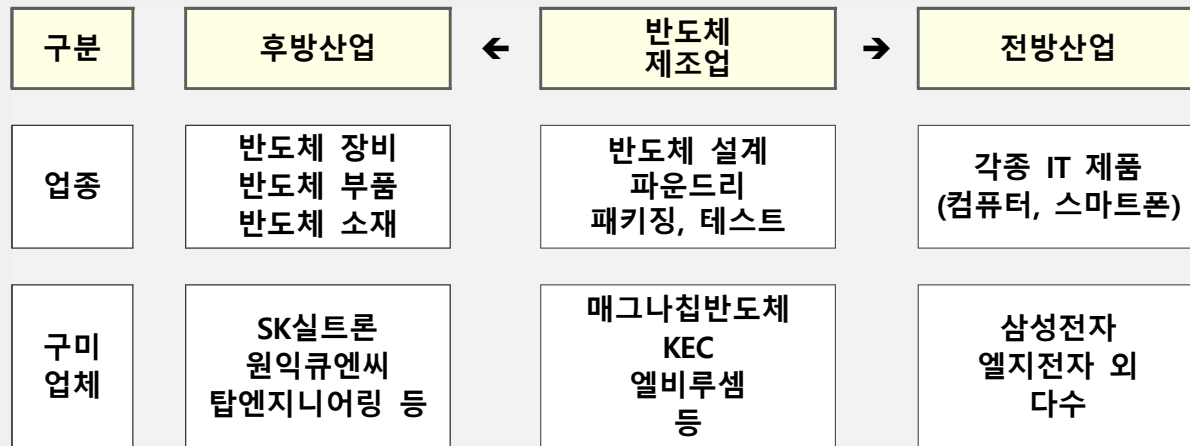 구분
후방산업
←
반도체
제조업
→
전방산업
업종
반도체 장비
반도체 부품
반도체 소재
반도체 설계
파운드리
패키징, 테스트
각종 IT 제품
(컴퓨터, 스마트폰)
구미
업체
SK실트론
원익큐엔씨
탑엔지니어링 등
매그나칩반도체
KEC
엘비루셈
등
삼성전자
엘지전자 외
다수